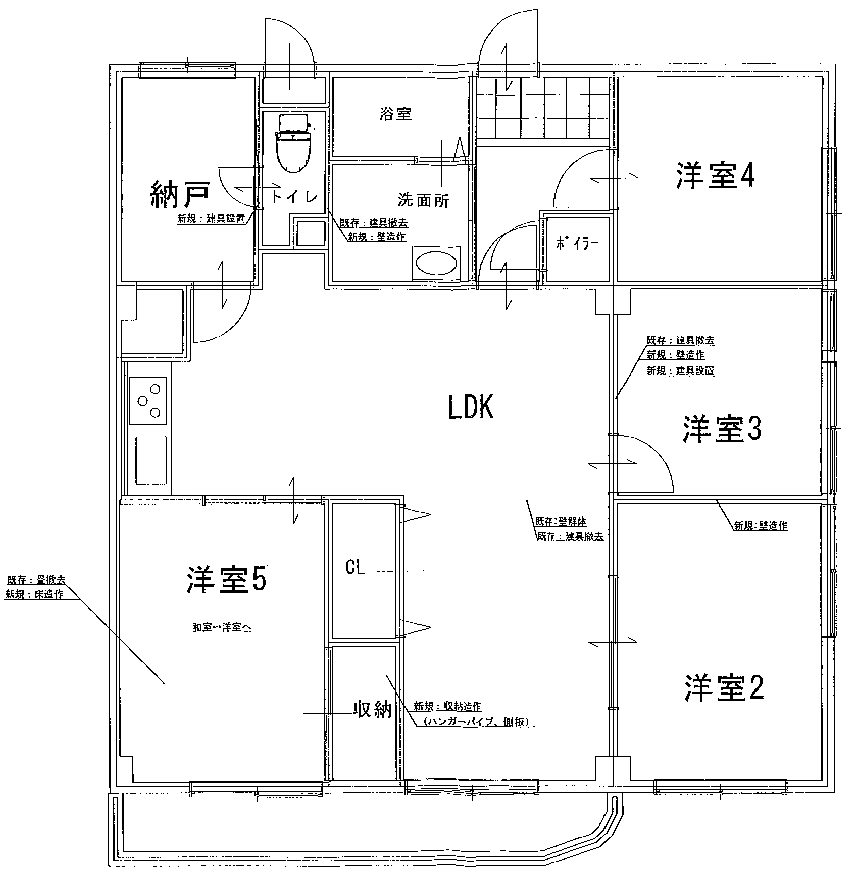 浴室
洋室4
納戸
トイレ
洗面所
新規：建具設置
既存：建具撤去
新規：壁造作
ﾎﾞｲﾗｰ
既存：建具撤去
新規：壁造作
新規：建具設置
LDK
洋室3
既存：壁解体
既存：建具撤去
新規：壁造作
CL
洋室5
既存：畳撤去
新規：床造作
和室→洋室へ
洋室2
収納
新規：収納造作
（ハンガーパイプ、側板）